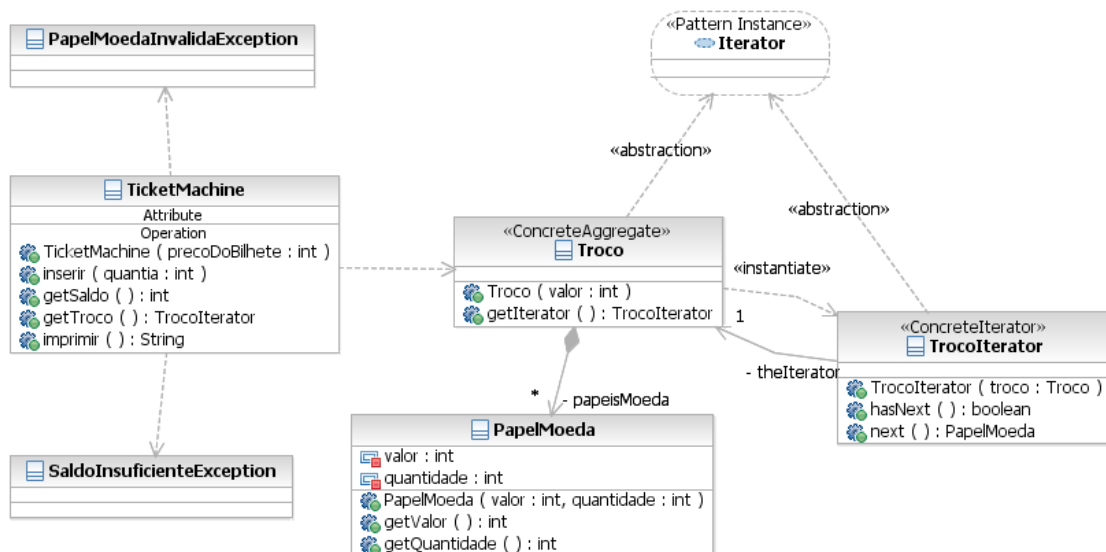 PapelMoedaInvalidaException
«Pattern Instance»
Iterator
«abstraction»
«abstraction»
TicketMachine
Attribute
Operation
TicketMachine ( precoDoBilhete : int )
inserir ( quantia : int )
getSaldo ( ) : int
getTroco ( ) : TrocoIterator
imprimir ( ) : String
«ConcreteAggregate»
Troco
Troco ( valor : int )
getIterator ( ) : TrocoIterator
«instantiate»
1
- theIterator
«ConcreteIterator»
TrocoIterator
TrocoIterator ( troco : Troco )
hasNext ( ) : boolean
next ( ) : PapelMoeda
*
- papeisMoeda
PapelMoeda
valor : int
quantidade : int
PapelMoeda ( valor : int, quantidade : int )
getValor ( ) : int
getQuantidade ( ) : int
SaldoInsuficienteException